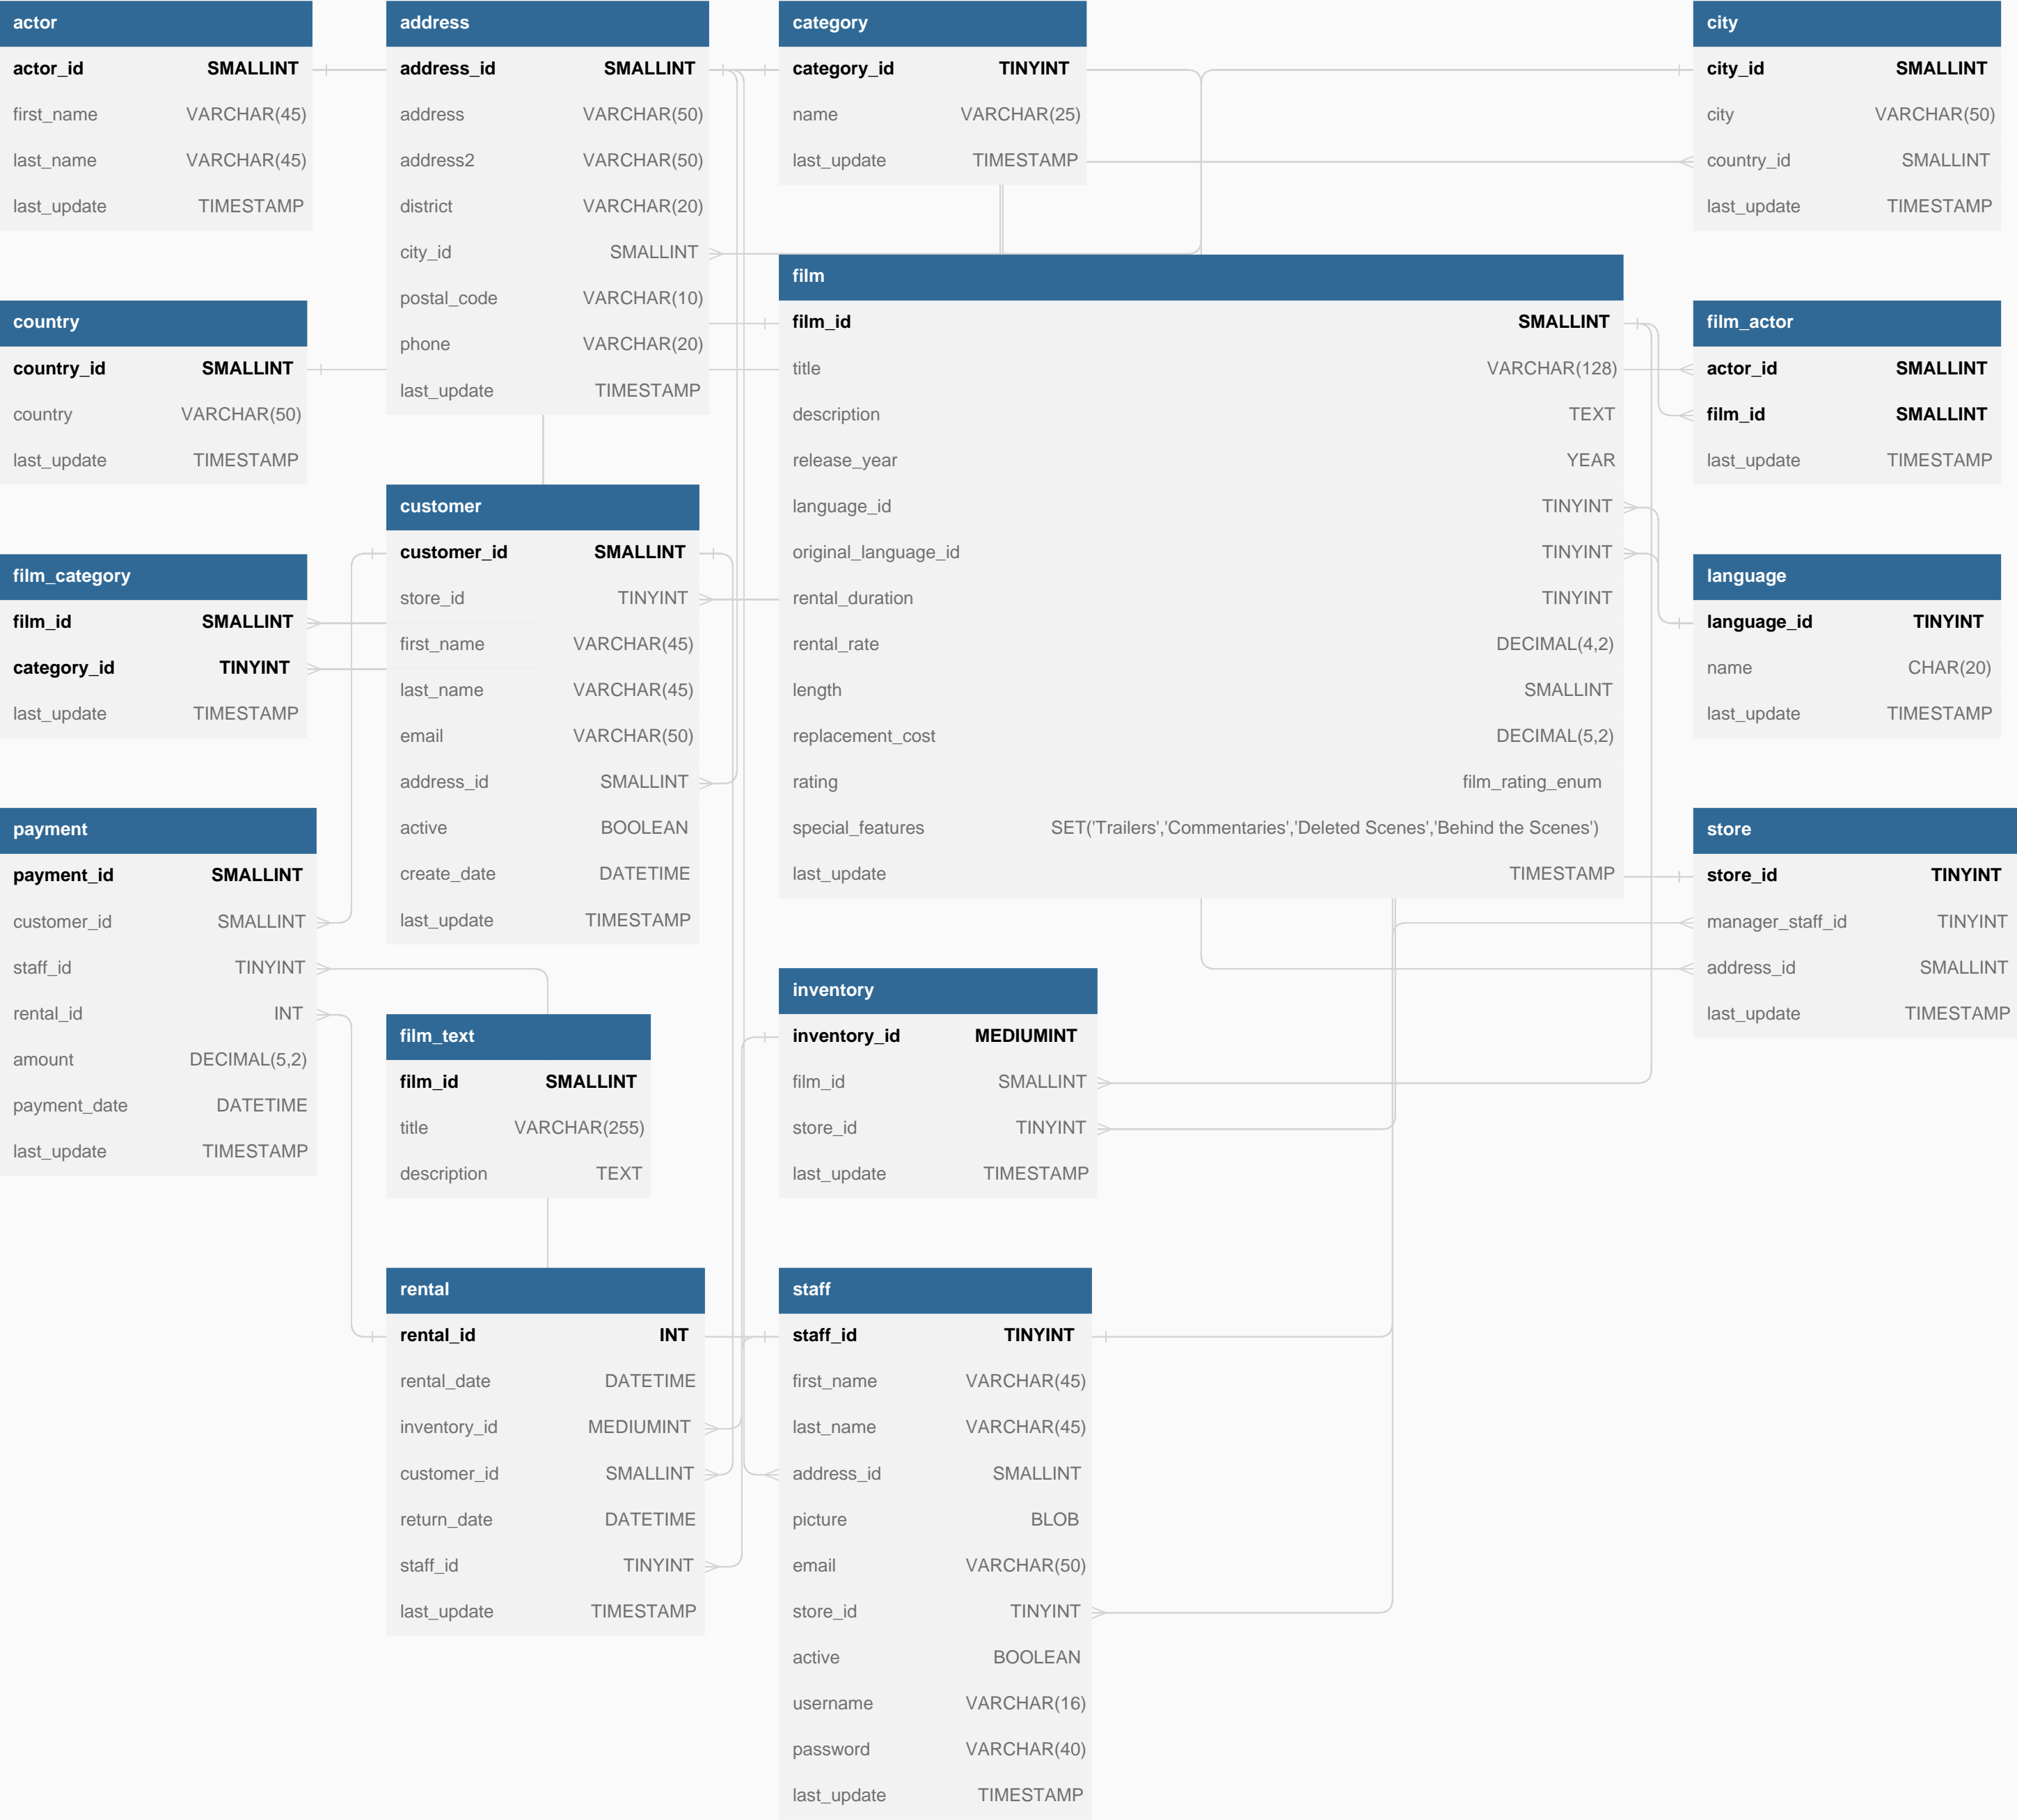 actor
actor_id SMALLINT
first_name VARCHAR(45)
last_name VARCHAR(45)
last_update TIMESTAMP
address
address_id SMALLINT
address VARCHAR(50)
address2 VARCHAR(50)
district VARCHAR(20)
city_id SMALLINT
postal_code VARCHAR(10)
phone VARCHAR(20)
last_update TIMESTAMP
category
category_id TINYINT
name VARCHAR(25)
last_update TIMESTAMP
city
city_id SMALLINT
city VARCHAR(50)
country_id SMALLINT
last_update TIMESTAMP
country
country_id SMALLINT
country VARCHAR(50)
last_update TIMESTAMP
customer
customer_id SMALLINT
store_id TINYINT
first_name VARCHAR(45)
last_name VARCHAR(45)
email VARCHAR(50)
address_id SMALLINT
active BOOLEAN
create_date DATETIME
last_update TIMESTAMP
film
film_id SMALLINT
title VARCHAR(128)
description TEXT
release_year YEAR
language_id TINYINT
original_language_id TINYINT
rental_duration TINYINT
rental_rate DECIMAL(4,2)
length SMALLINT
replacement_cost DECIMAL(5,2)
rating film_rating_enum
special_features SET('Trailers','Commentaries','Deleted Scenes','Behind the Scenes')
last_update TIMESTAMP
film_actor
actor_id SMALLINT
film_id SMALLINT
last_update TIMESTAMP
film_category
film_id SMALLINT
category_id TINYINT
last_update TIMESTAMP
language
language_id TINYINT
name CHAR(20)
last_update TIMESTAMP
payment
payment_id SMALLINT
customer_id SMALLINT
staff_id TINYINT
rental_id INT
amount DECIMAL(5,2)
payment_date DATETIME
last_update TIMESTAMP
film_text
film_id SMALLINT
title VARCHAR(255)
description TEXT
inventory
inventory_id MEDIUMINT
film_id SMALLINT
store_id TINYINT
last_update TIMESTAMP
store
store_id TINYINT
manager_staff_id TINYINT
address_id SMALLINT
last_update TIMESTAMP
rental
rental_id INT
rental_date DATETIME
inventory_id MEDIUMINT
customer_id SMALLINT
return_date DATETIME
staff_id TINYINT
last_update TIMESTAMP
staff
staff_id TINYINT
first_name VARCHAR(45)
last_name VARCHAR(45)
address_id SMALLINT
picture BLOB
email VARCHAR(50)
store_id TINYINT
active BOOLEAN
username VARCHAR(16)
password VARCHAR(40)
last_update TIMESTAMP